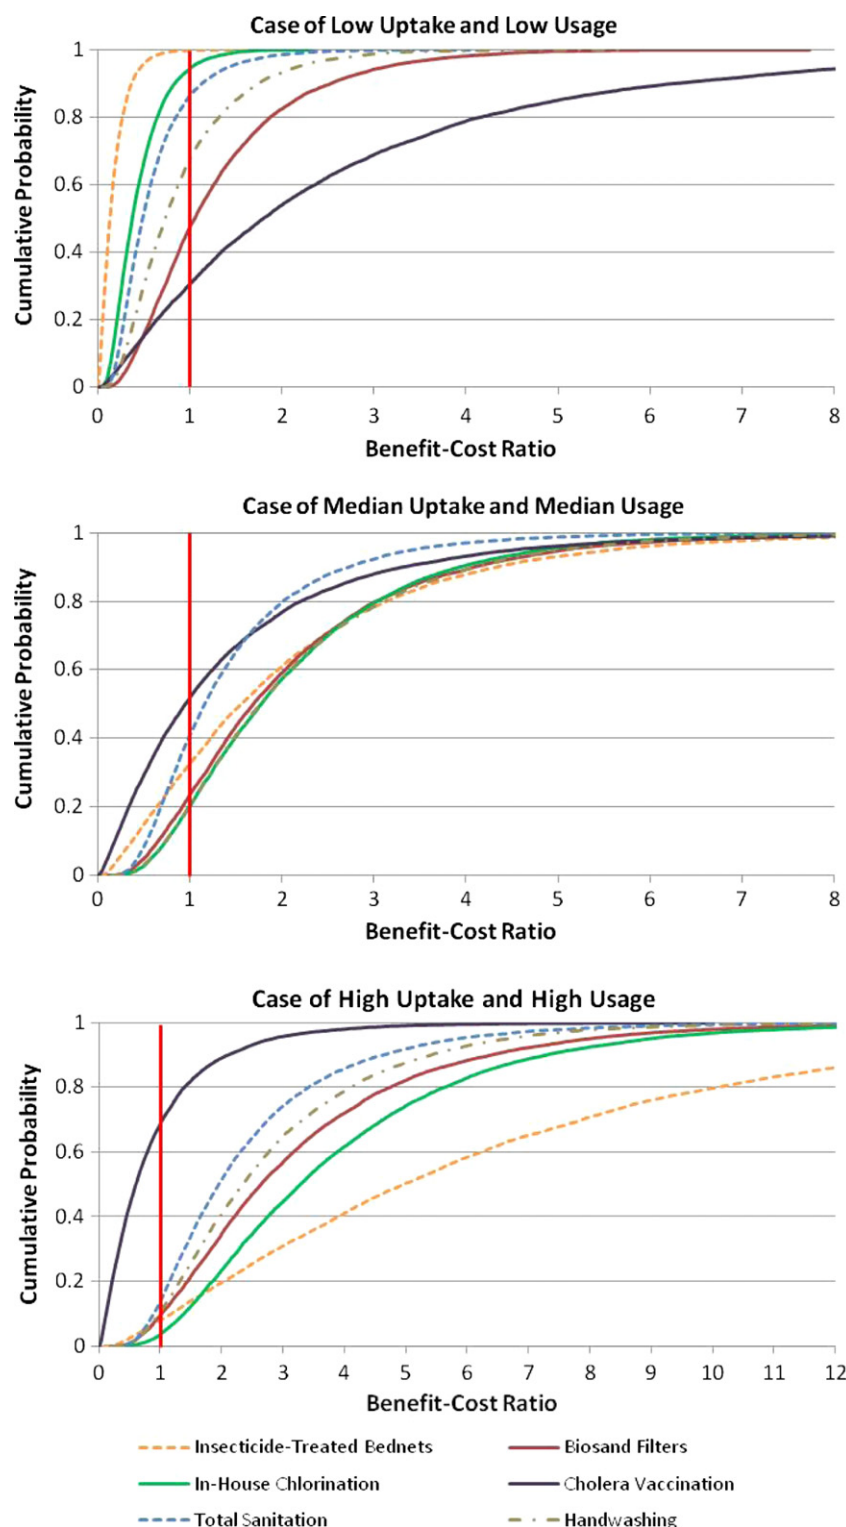 Case of Low Uptake and Low Usage
Cumulative Probability
1
0.8
0.6
0.4
0.2
0
0 1 2 3 4 5 6 7 8
Benefit-Cost Ratio
Case of Median Uptake and Median Usage
Cumulative Probability
1
0.8
0.6
0.4
0.2
0
0 1 2 3 4 5 6 7 8
Benefit-Cost Ratio
Case of High Uptake and High Usage
Cumulative Probability
1
0.8
0.6
0.4
0.2
0
0 1 2 3 4 5 6 7 8 9 10 11 12
Benefit-Cost Ratio
Insecticide-Treated Bednets Biosand Filters
In-House Chlorination Cholera Vaccination
Total Sanitation Handwashing